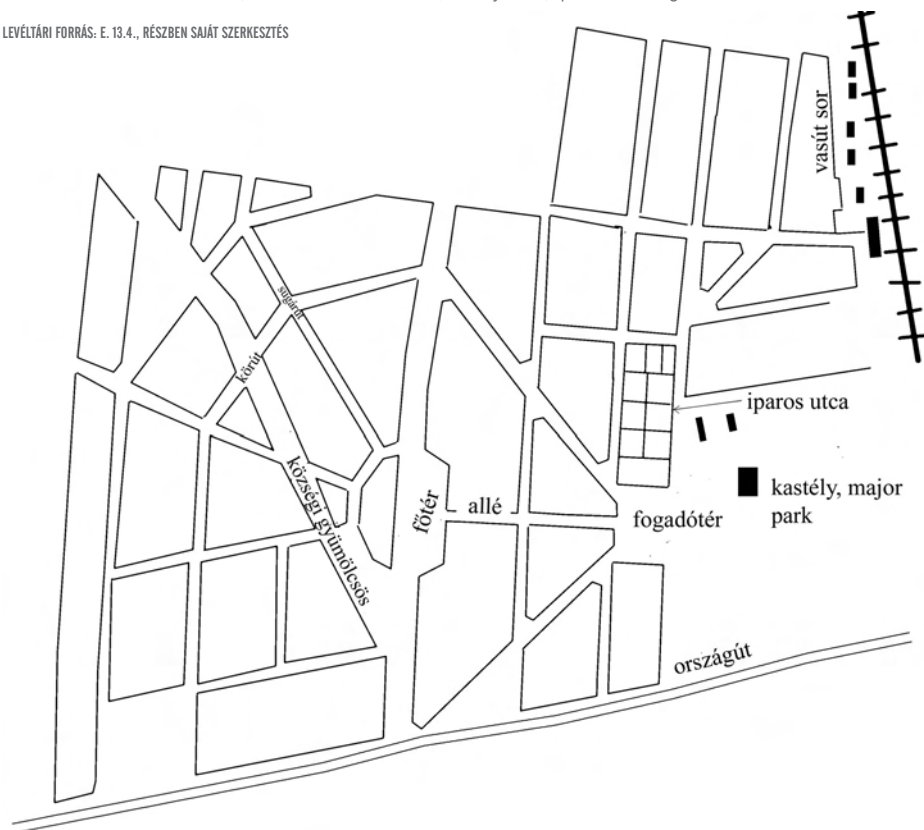 LEVÉLTÁRI FORRÁS: E. 13.4., RÉSZBEN SAJÁT SZERKESZTÉS
vasút sor
sugárút
körút
iparos utca
községi gyümölcsös
főtér
allé
fogadótér
kastély, major
park
országút